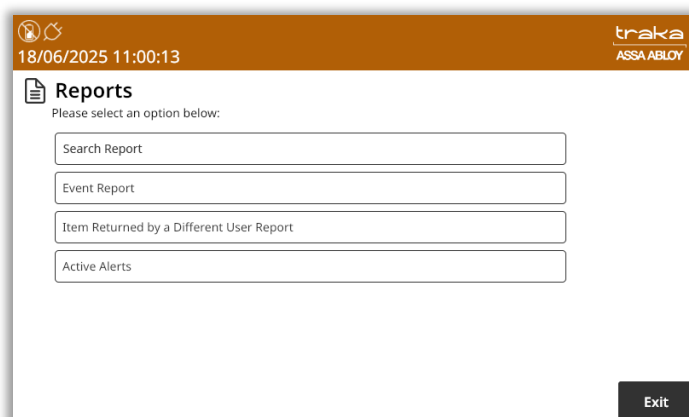 traka
18/06/2025 11:00:13
ASSA ABLOY
Reports
Please select an option below:
Search Report
Event Report
Item Returned by a Different User Report
Active Alerts
Exit